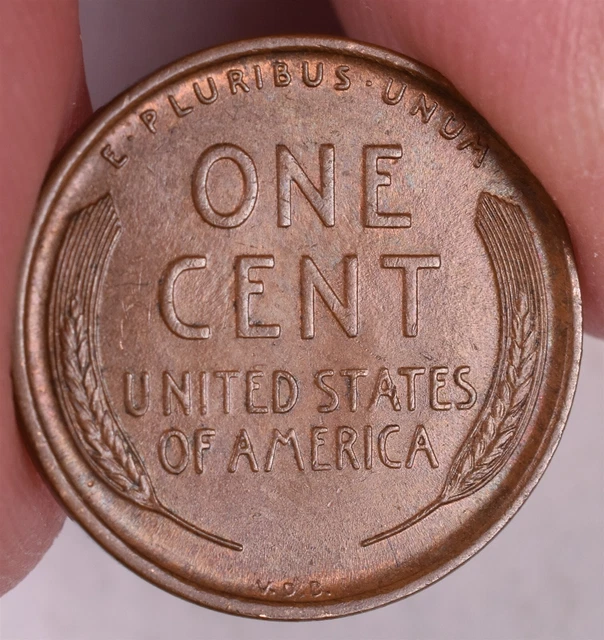 E · PLURIBUS · UNUM
ONE
CENT
UNITED STATES
OF AMERICA
V.D.B.